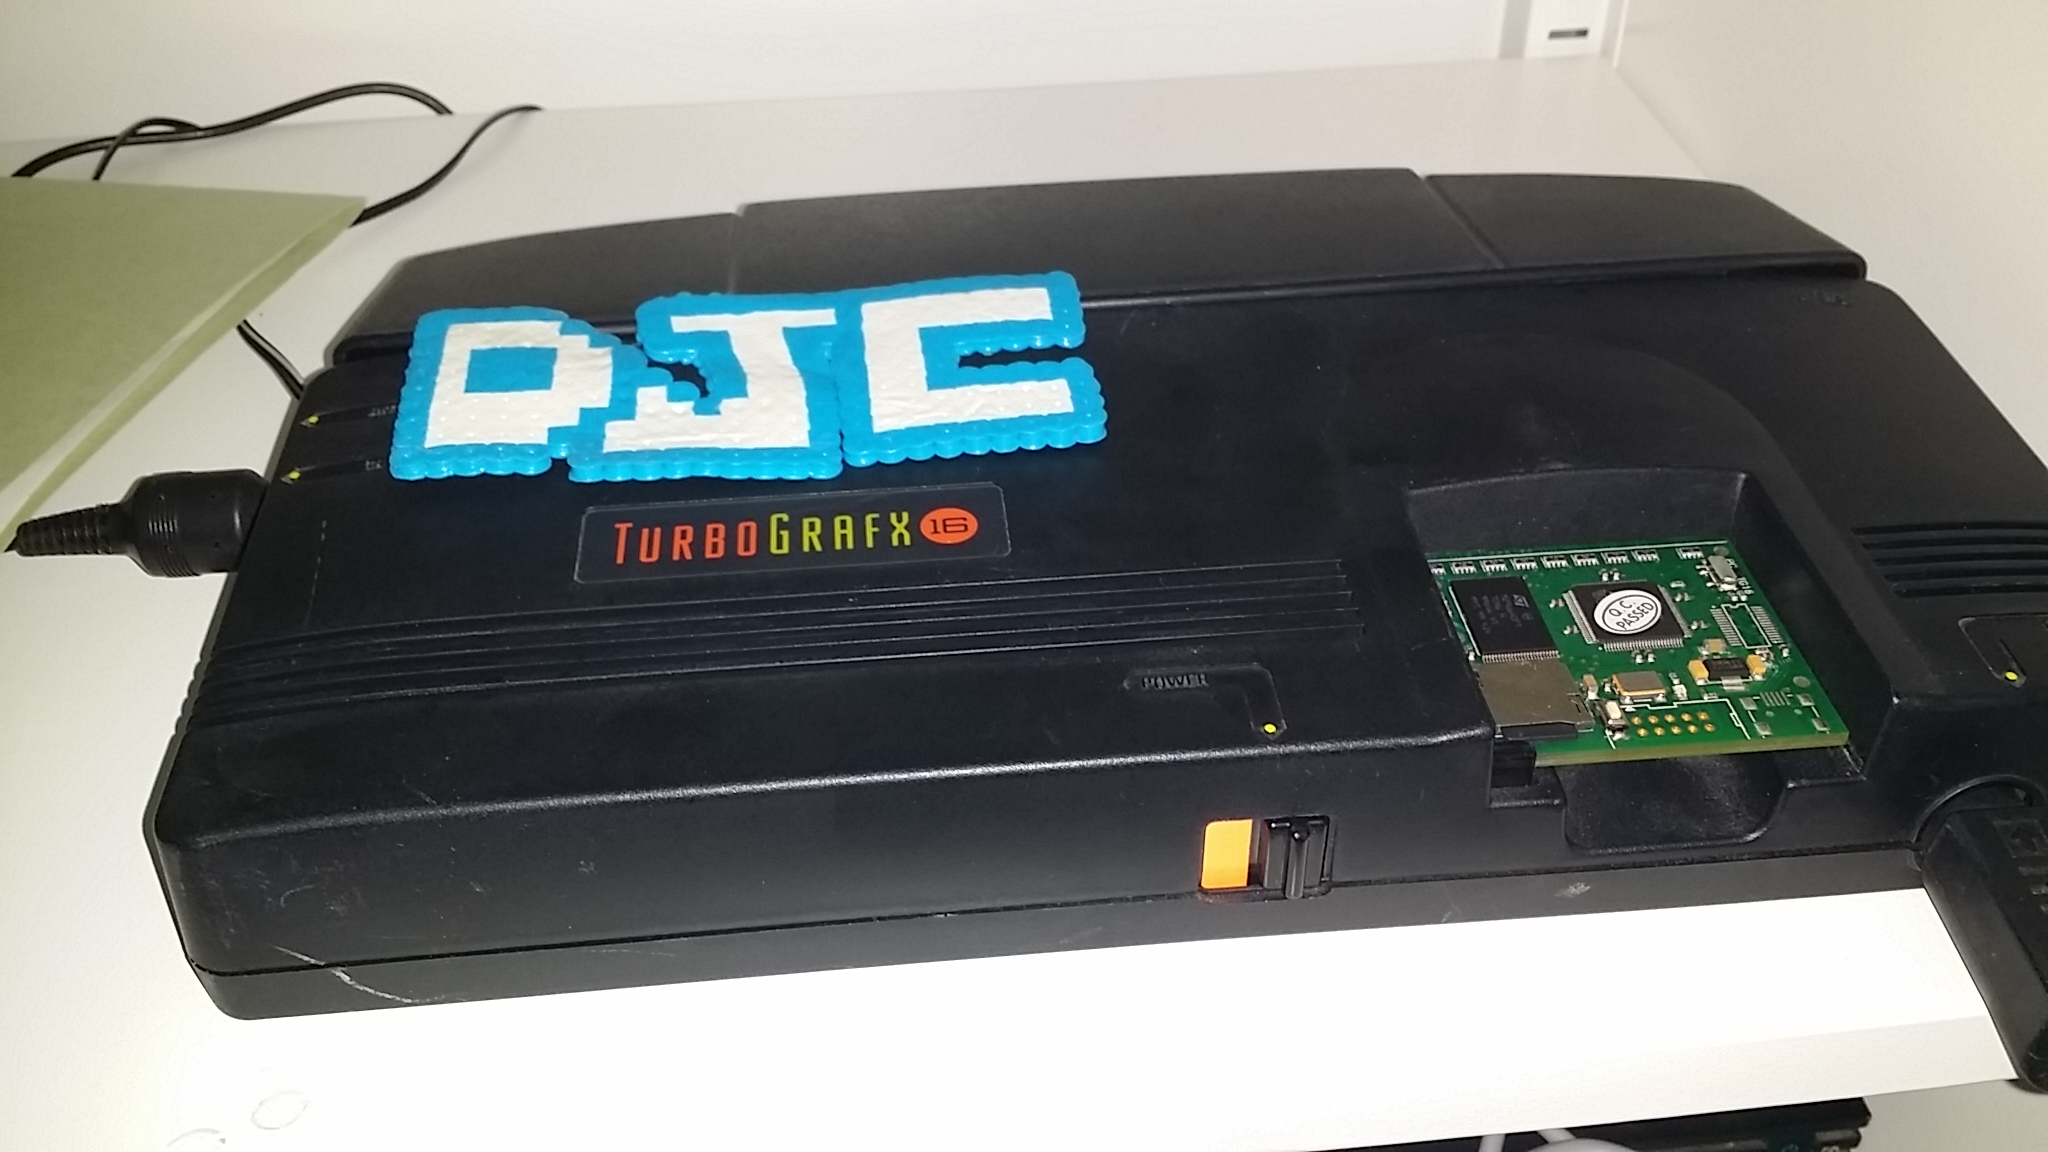 DJC
TURBOGRAFX 16
Q.C.
PASSED
POWER